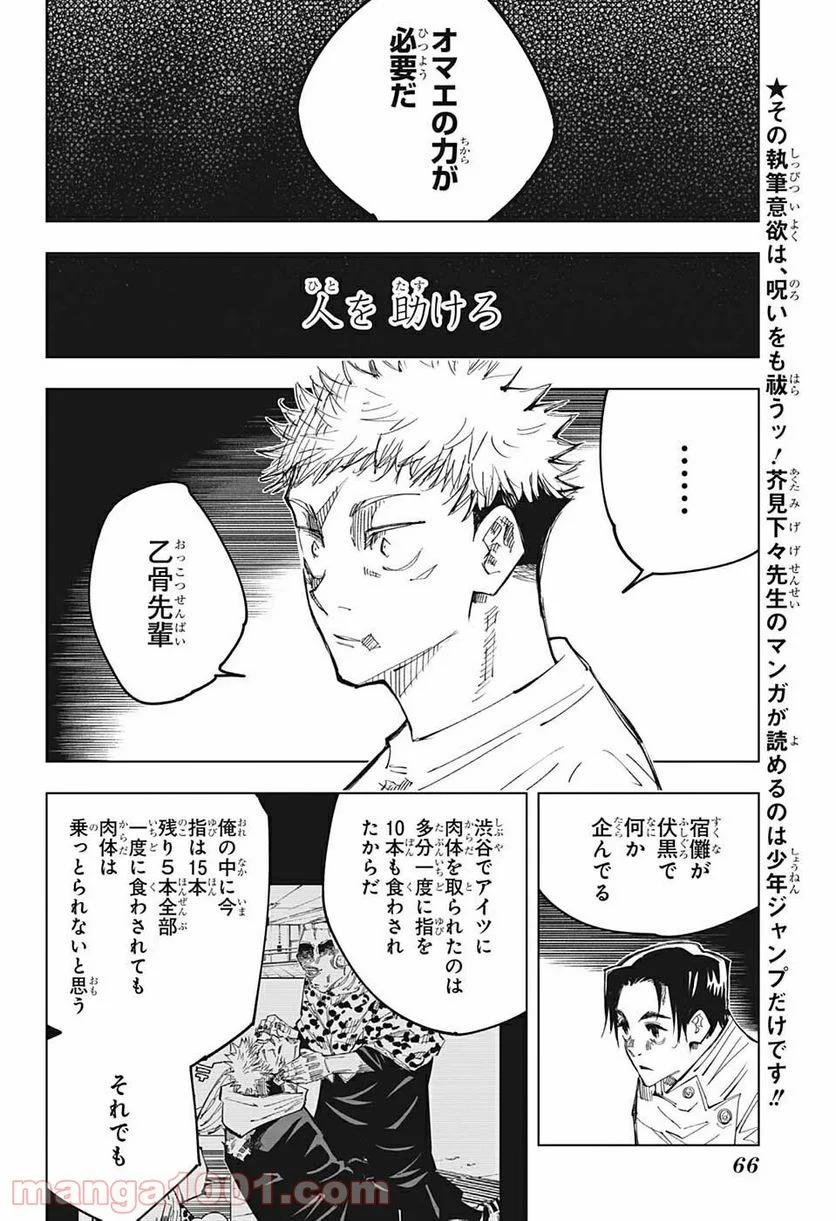 ★その執筆意欲は、呪いをも祓うッ！芥見下々先生のマンガが読めるのは少年ジャンプだけです!!
オマエの力が
必要だ
人を助けろ
……
乙骨先輩
宿儺が
伏黒で
何か
企んでる
渋谷でアイツに
肉体を取られたのは
多分一度に指を
10本も食わされ
たからだ
俺の中に今
指は15本
残り5本全部
一度に食わされても
肉体は
乗っとられないと思う
それでも
66
manga1001.com